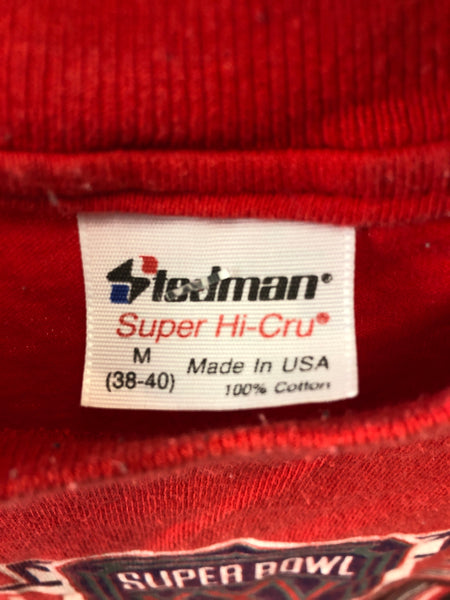 Stedman®
Super Hi-Cru®
M
(38-40)
Made In USA
100% Cotton
SUPER BOWL